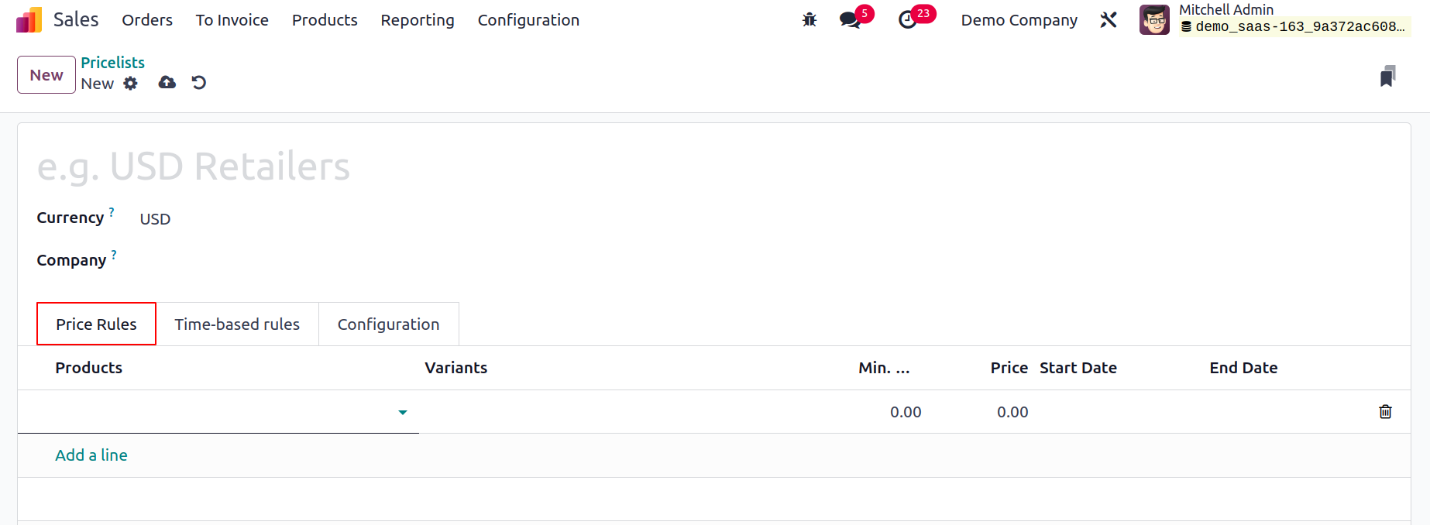 Sales Orders To Invoice Products Reporting Configuration 5 23 Demo Company Mitchell Admin
demo_saas-163_9a372ac608...
New Pricelists
New
e.g. USD Retailers
Currency ? USD
Company ?
Price Rules Time-based rules Configuration
Products Variants Min. ... Price Start Date End Date
0.00 0.00
Add a line